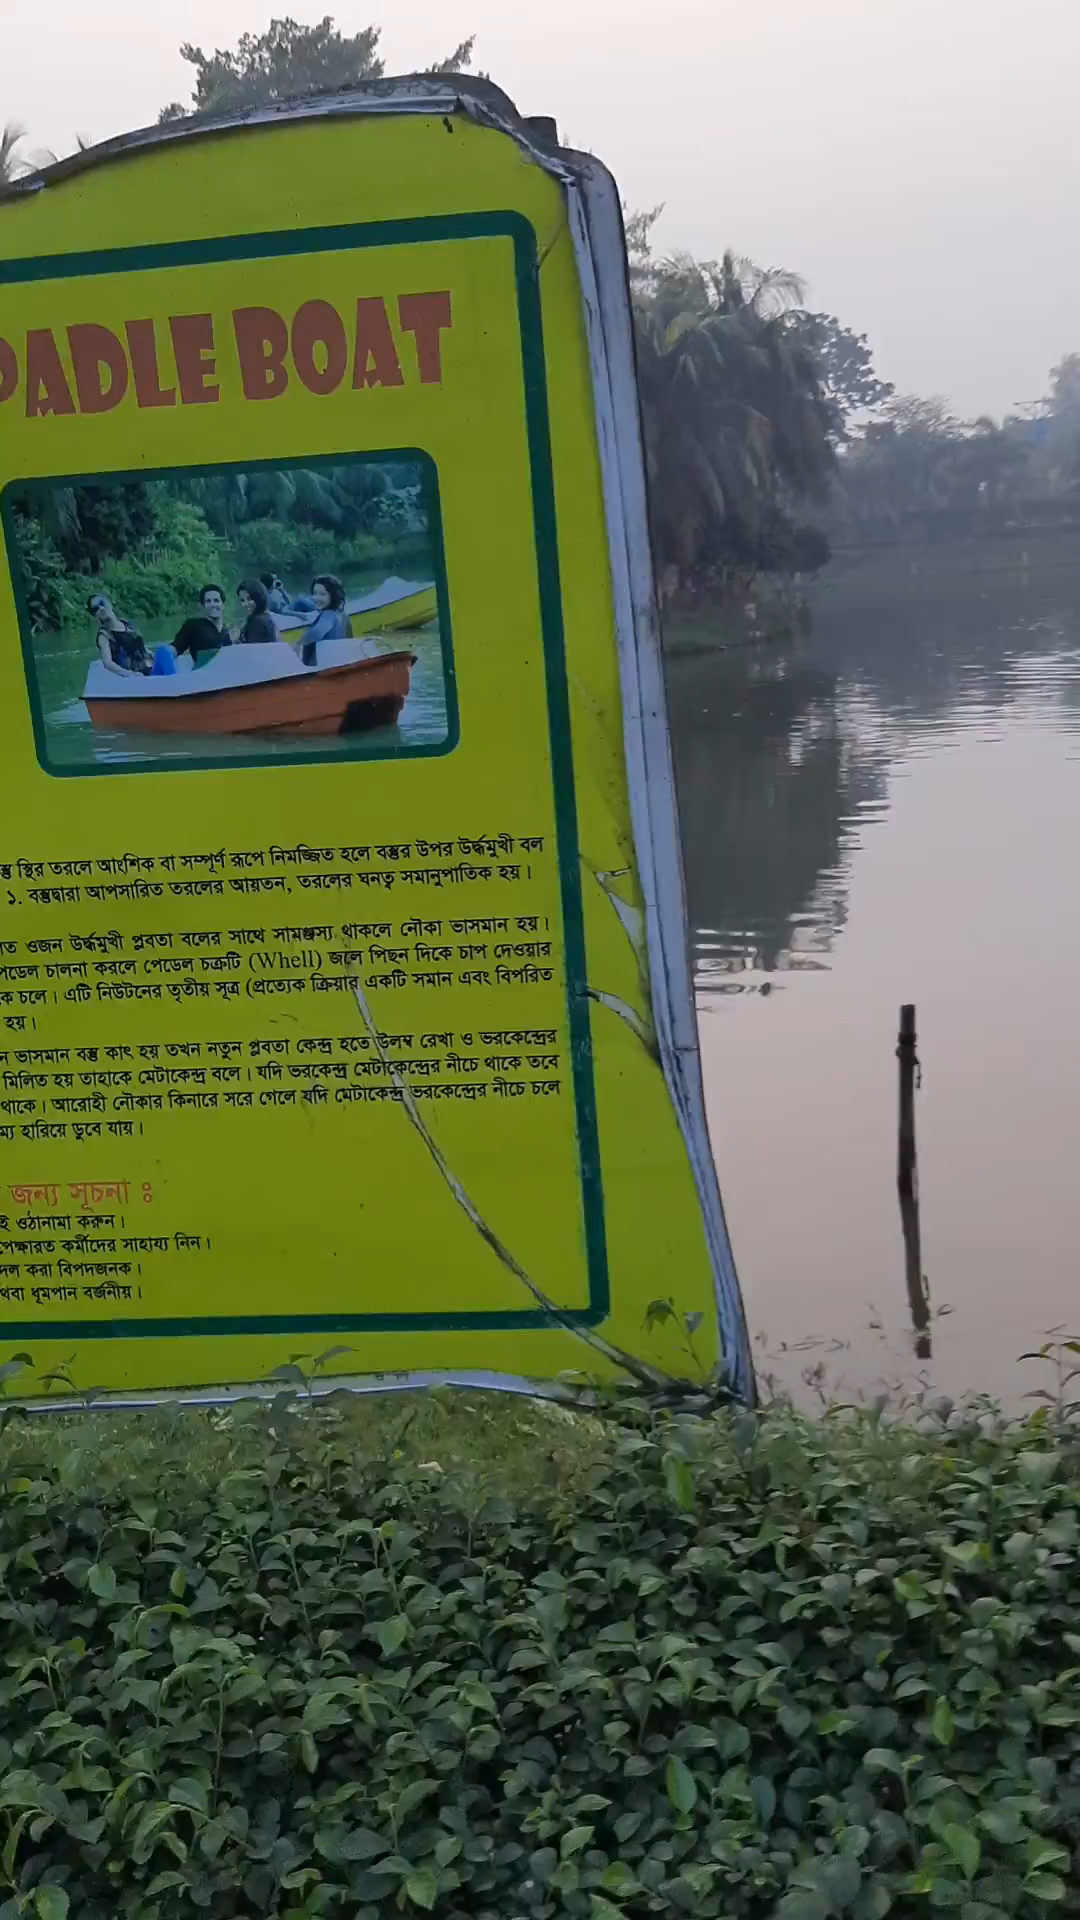 PADLE BOAT
স্থির তরলে আংশিক বা সম্পূর্ণ রূপে নিমজ্জিত হলে বস্তুর উপর উর্দ্ধমুখী বল
১. বস্তুদ্বারা আপসারিত তরলের আয়তন, তরলের ঘনত্ব সমানুপাতিক হয়।
ওজন উর্দ্ধমুখী প্লবতা বলের সাথে সামঞ্জস্য থাকলে নৌকা ভাসমান হয়।
পেডেল চালনা করলে পেডেল চক্রটি (Whell) জলে পিছন দিকে চাপ দেওয়ার
চলে। এটি নিউটনের তৃতীয় সূত্র (প্রত্যেক ক্রিয়ার একটি সমান এবং বিপরিত
হয়।
ভাসমান বস্তু কাৎ হয় তখন নতুন প্লবতা কেন্দ্র হতে উলম্ব রেখা ও ভরকেন্দ্রের
মিলিত হয় তাহাকে মেটাকেন্দ্র বলে। যদি ভরকেন্দ্র মেটাকেন্দ্রের নীচে থাকে তবে
থাকে। আরোহী নৌকার কিনারে সরে গেলে যদি মেটাকেন্দ্র ভরকেন্দ্রের নীচে চলে
হারিয়ে ডুবে যায়।
জন্য সূচনা ঃ
ওঠানামা করুন।
কর্মীদের সাহায্য নিন।
করা বিপদজনক।
ধূমপান বর্জনীয়।